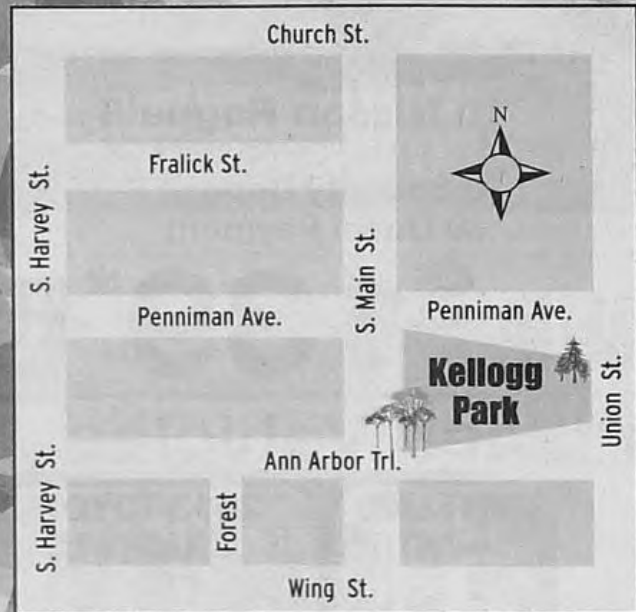 Church St.
N
Fralick St.
S. Harvey St.
S. Main St.
Penniman Ave.
Penniman Ave.
Kellogg
Park
Union St.
Ann Arbor Trl.
S. Harvey St.
Forest
Wing St.